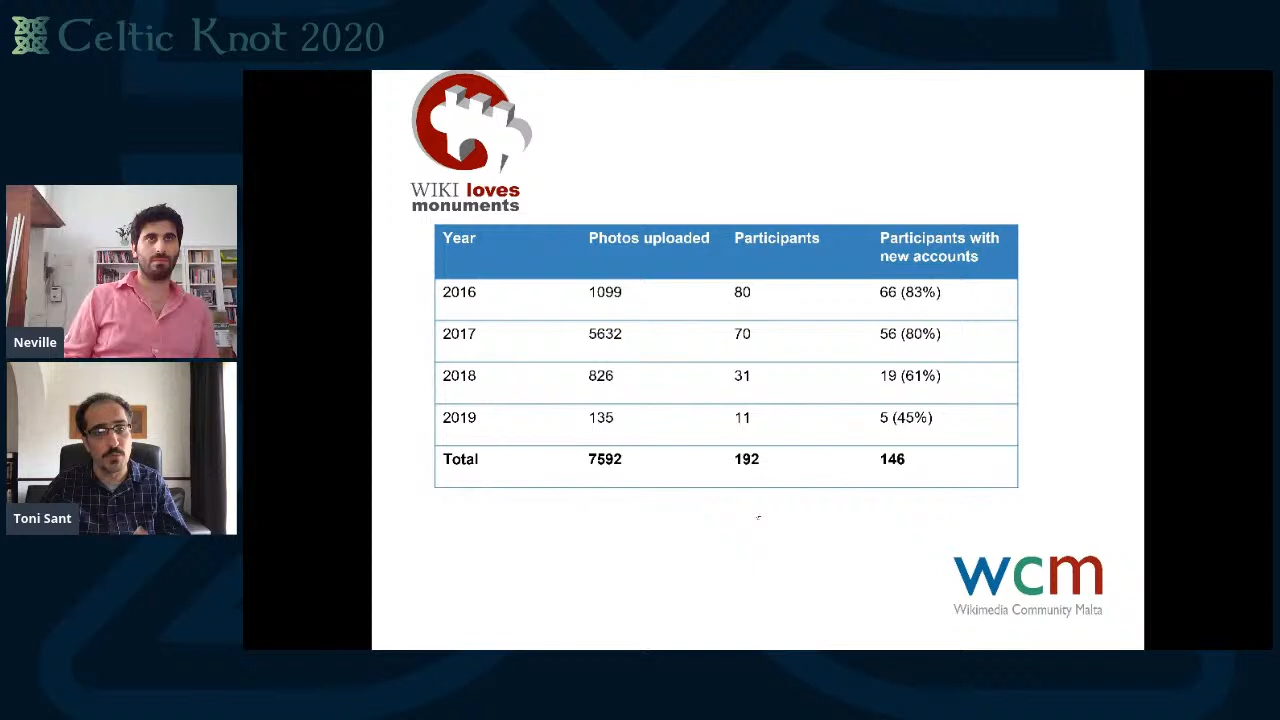 Celtic Knot 2020
WIKI loves
monuments
Year Photos uploaded Participants Participants with
new accounts
2016 1099 80 66 (83%)
2017 5632 70 56 (80%)
2018 826 31 19 (61%)
2019 135 11 5 (45%)
Total 7592 192 146
Neville
Toni Sant
wcm
Wikimedia Community Malta